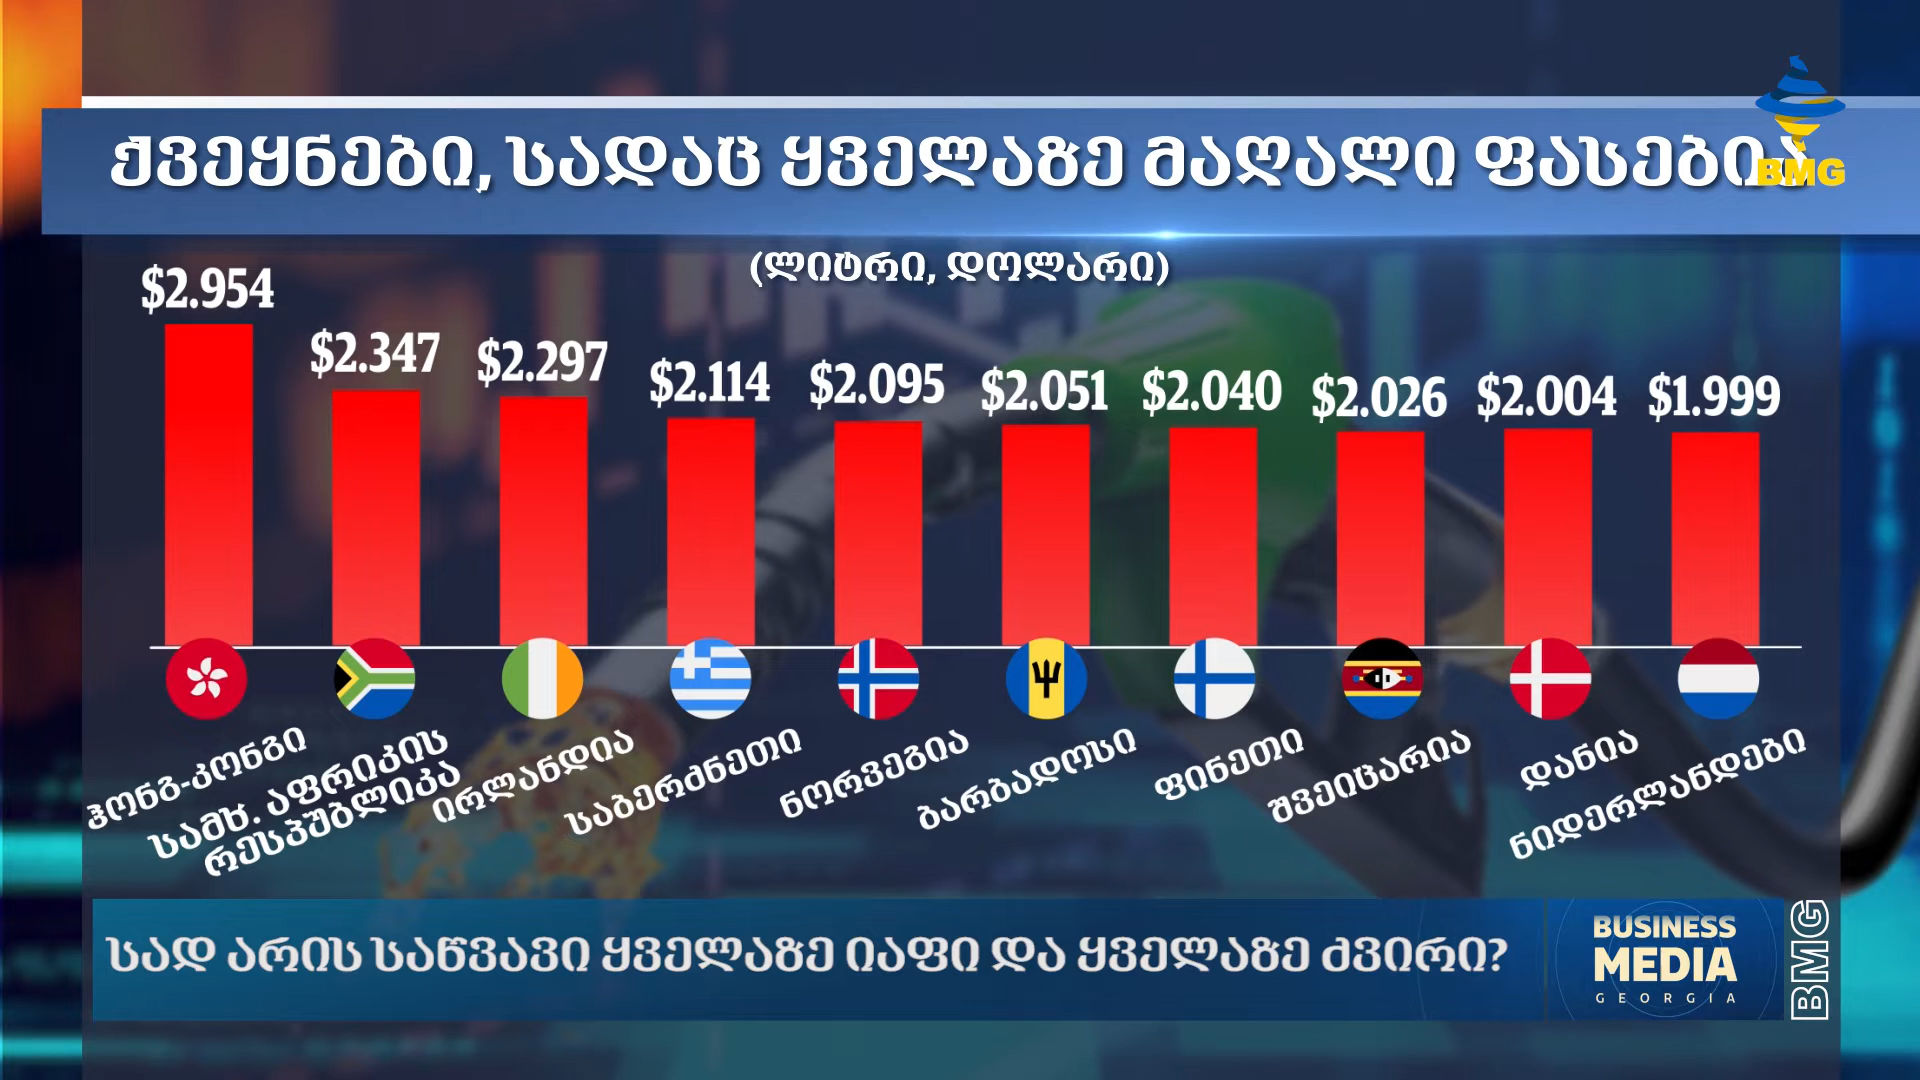 ქვეყნები, სადაც ყველაზე მაღალი ფასებია
BMG
(ლიტრი, დოლარი)
$2.954
$2.347
$2.297
$2.114
$2.095
$2.051
$2.040
$2.026
$2.004
$1.999
ჰონგ-კონგი
სამხ. აფრიკის
რესპუბლიკა
ირლანდია
საბერძნეთი
ნორვეგია
ბარბადოსი
ფინეთი
შვეიცარია
დანია
ნიდერლანდები
სად არის საწვავი ყველაზე იაფი და ყველაზე ძვირი?
BUSINESS
MEDIA
GEORGIA
BMG